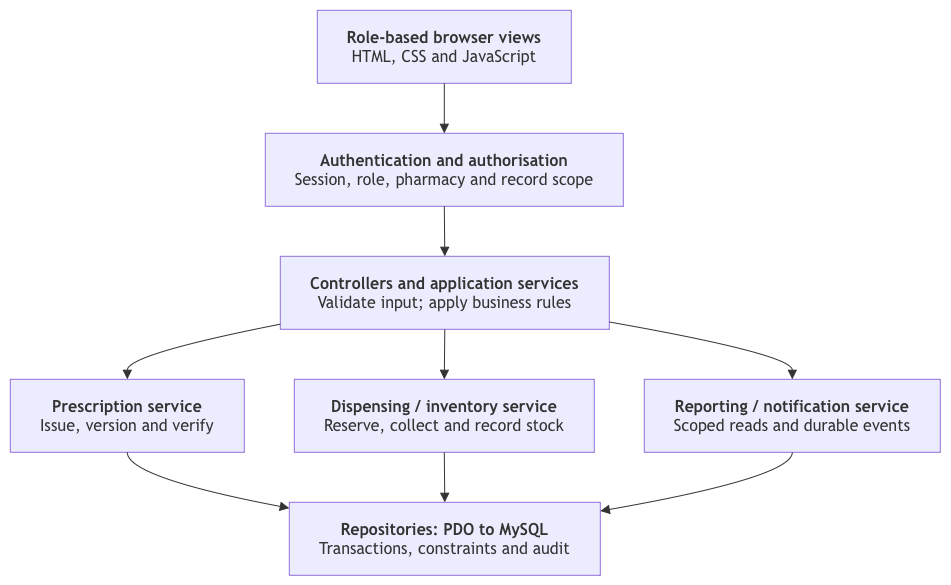 Role-based browser views
HTML, CSS and JavaScript
Authentication and authorisation
Session, role, pharmacy and record scope
Controllers and application services
Validate input; apply business rules
Prescription service
Issue, version and verify
Dispensing / inventory service
Reserve, collect and record stock
Reporting / notification service
Scoped reads and durable events
Repositories: PDO to MySQL
Transactions, constraints and audit